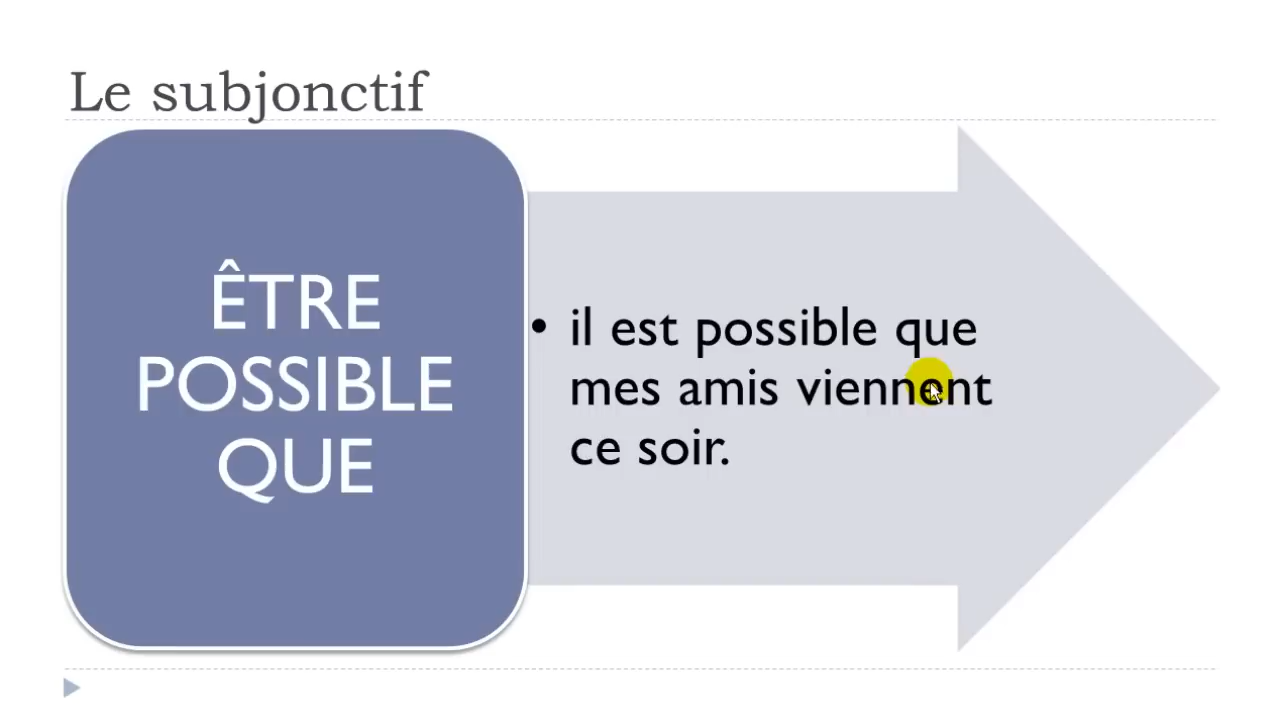 Le subjonctif
ÊTRE
POSSIBLE
QUE
• il est possible que
mes amis viennent
ce soir.